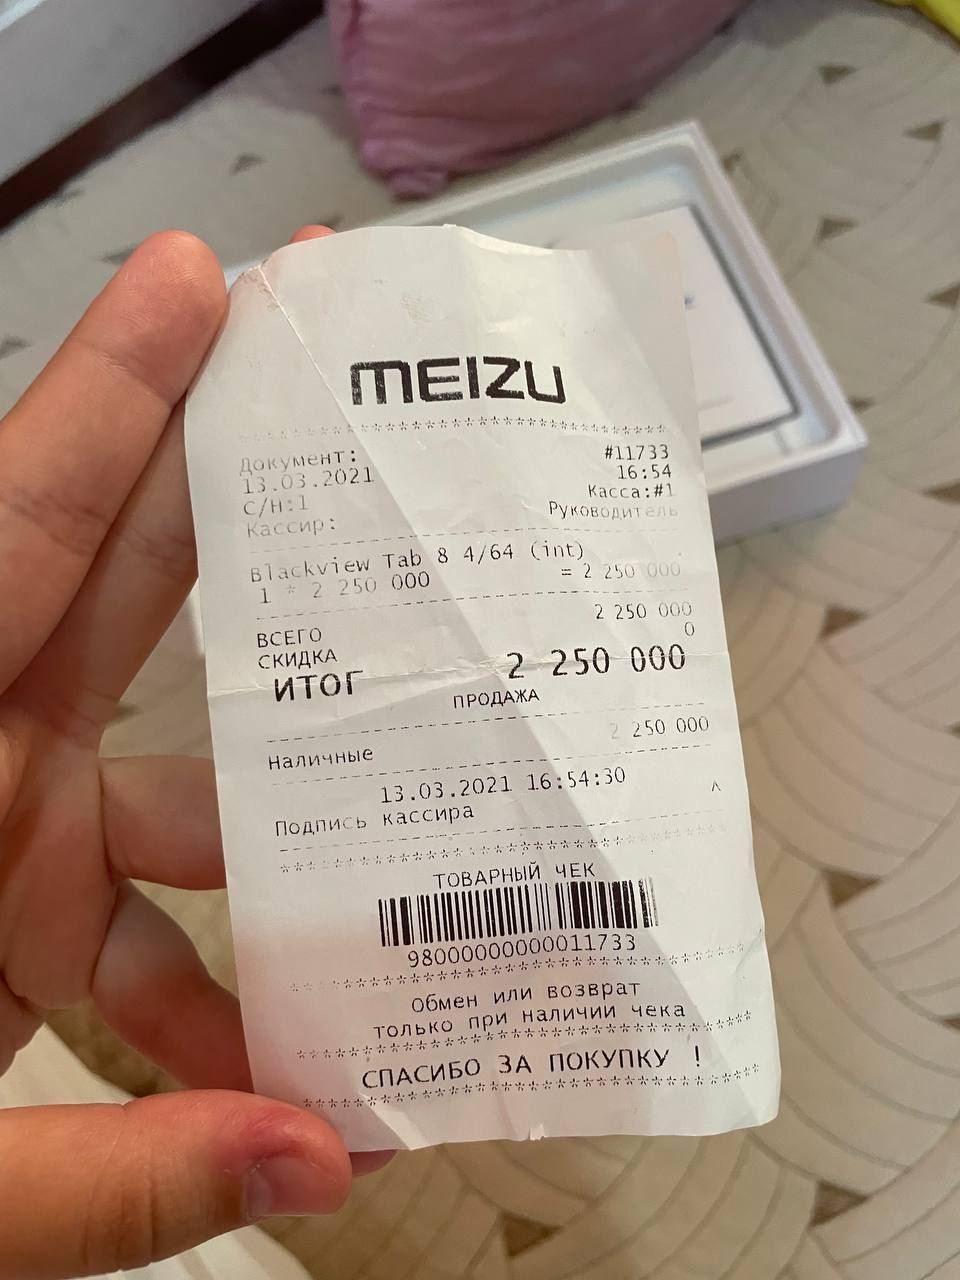 MEIZU
************************************
Документ: #11733
13.03.2021 16:54
С/Н:1 Касса:#1
Кассир: Руководитель
Blackview Tab 8 4/64 (int)
1 * 2 250 000 = 2 250 000
ВСЕГО 2 250 000
СКИДКА 0
ИТОГ 2 250 000
ПРОДАЖА
Наличные 2 250 000
13.03.2021 16:54:30
Подпись кассира ^
************************************
ТОВАРНЫЙ ЧЕК
98000000000011733
************************************
Обмен или возврат
только при наличии чека
************************************
СПАСИБО ЗА ПОКУПКУ !
************************************